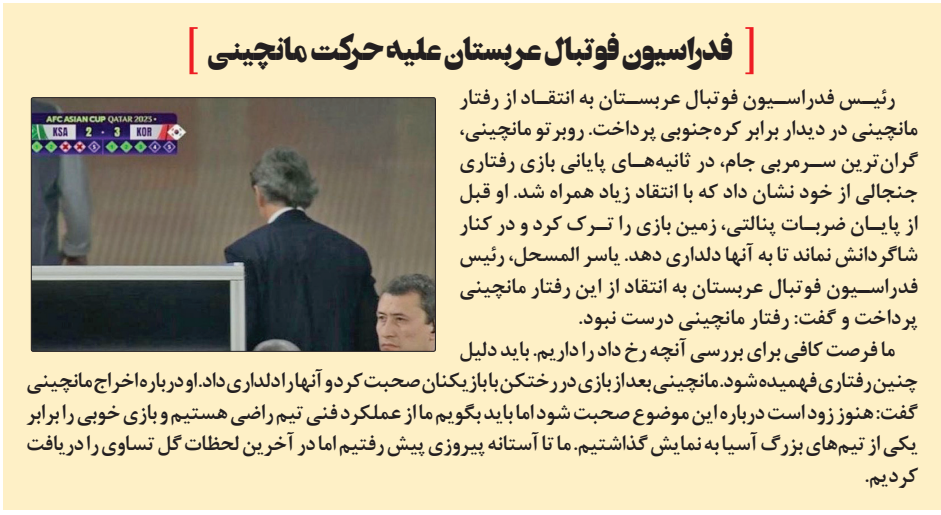 [ فدراسیون فوتبال عربستان علیه حرکت مانچینی ]
رئیس فدراسیون فوتبال عربستان به انتقاد از رفتار
مانچینی در دیدار برابر کره‌جنوبی پرداخت. روبرتو مانچینی،
گران‌ترین سرمربی جام، در ثانیه‌های پایانی بازی رفتاری
جنجالی از خود نشان داد که با انتقاد زیاد همراه شد. او قبل
از پایان ضربات پنالتی، زمین بازی را ترک کرد و در کنار
شاگردانش نماند تا به آنها دلداری دهد. یاسر المسحل، رئیس
فدراسیون فوتبال عربستان به انتقاد از این رفتار مانچینی
پرداخت و گفت: رفتار مانچینی درست نبود.
ما فرصت کافی برای بررسی آنچه رخ داد را داریم. باید دلیل
چنین رفتاری فهمیده شود. مانچینی بعد از بازی در رختکن با بازیکنان صحبت کرد و آنها را دلداری داد. او درباره اخراج مانچینی
گفت: هنوز زود است درباره این موضوع صحبت شود اما باید بگویم ما از عملکرد فنی تیم راضی هستیم و بازی خوبی را برابر
یکی از تیم‌های بزرگ آسیا به نمایش گذاشتیم. ما تا آستانه پیروزی پیش رفتیم اما در آخرین لحظات گل تساوی را دریافت
کردیم.
AFC ASIAN CUP QATAR 2023
KSA 2 - 3 KOR